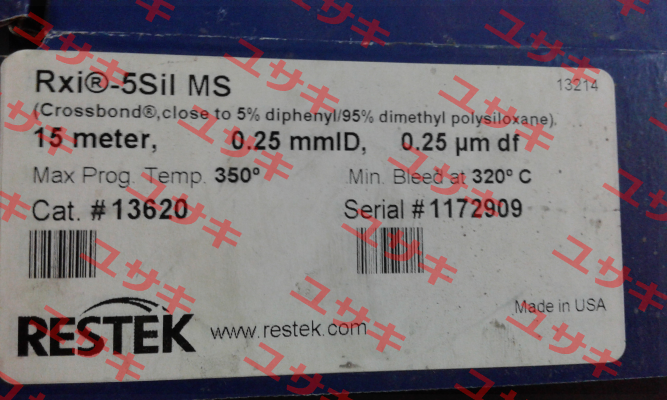 Rxi®-5Sil MS
13214
(Crossbond®,close to 5% diphenyl/95% dimethyl polysiloxane).
15 meter, 0.25 mmID, 0.25 µm df
Max Prog. Temp. 350º Min. Bleed at 320º C
Cat. #13620 Serial #1172909
Made in USA
RESTEK www.restek.com
ユサキ